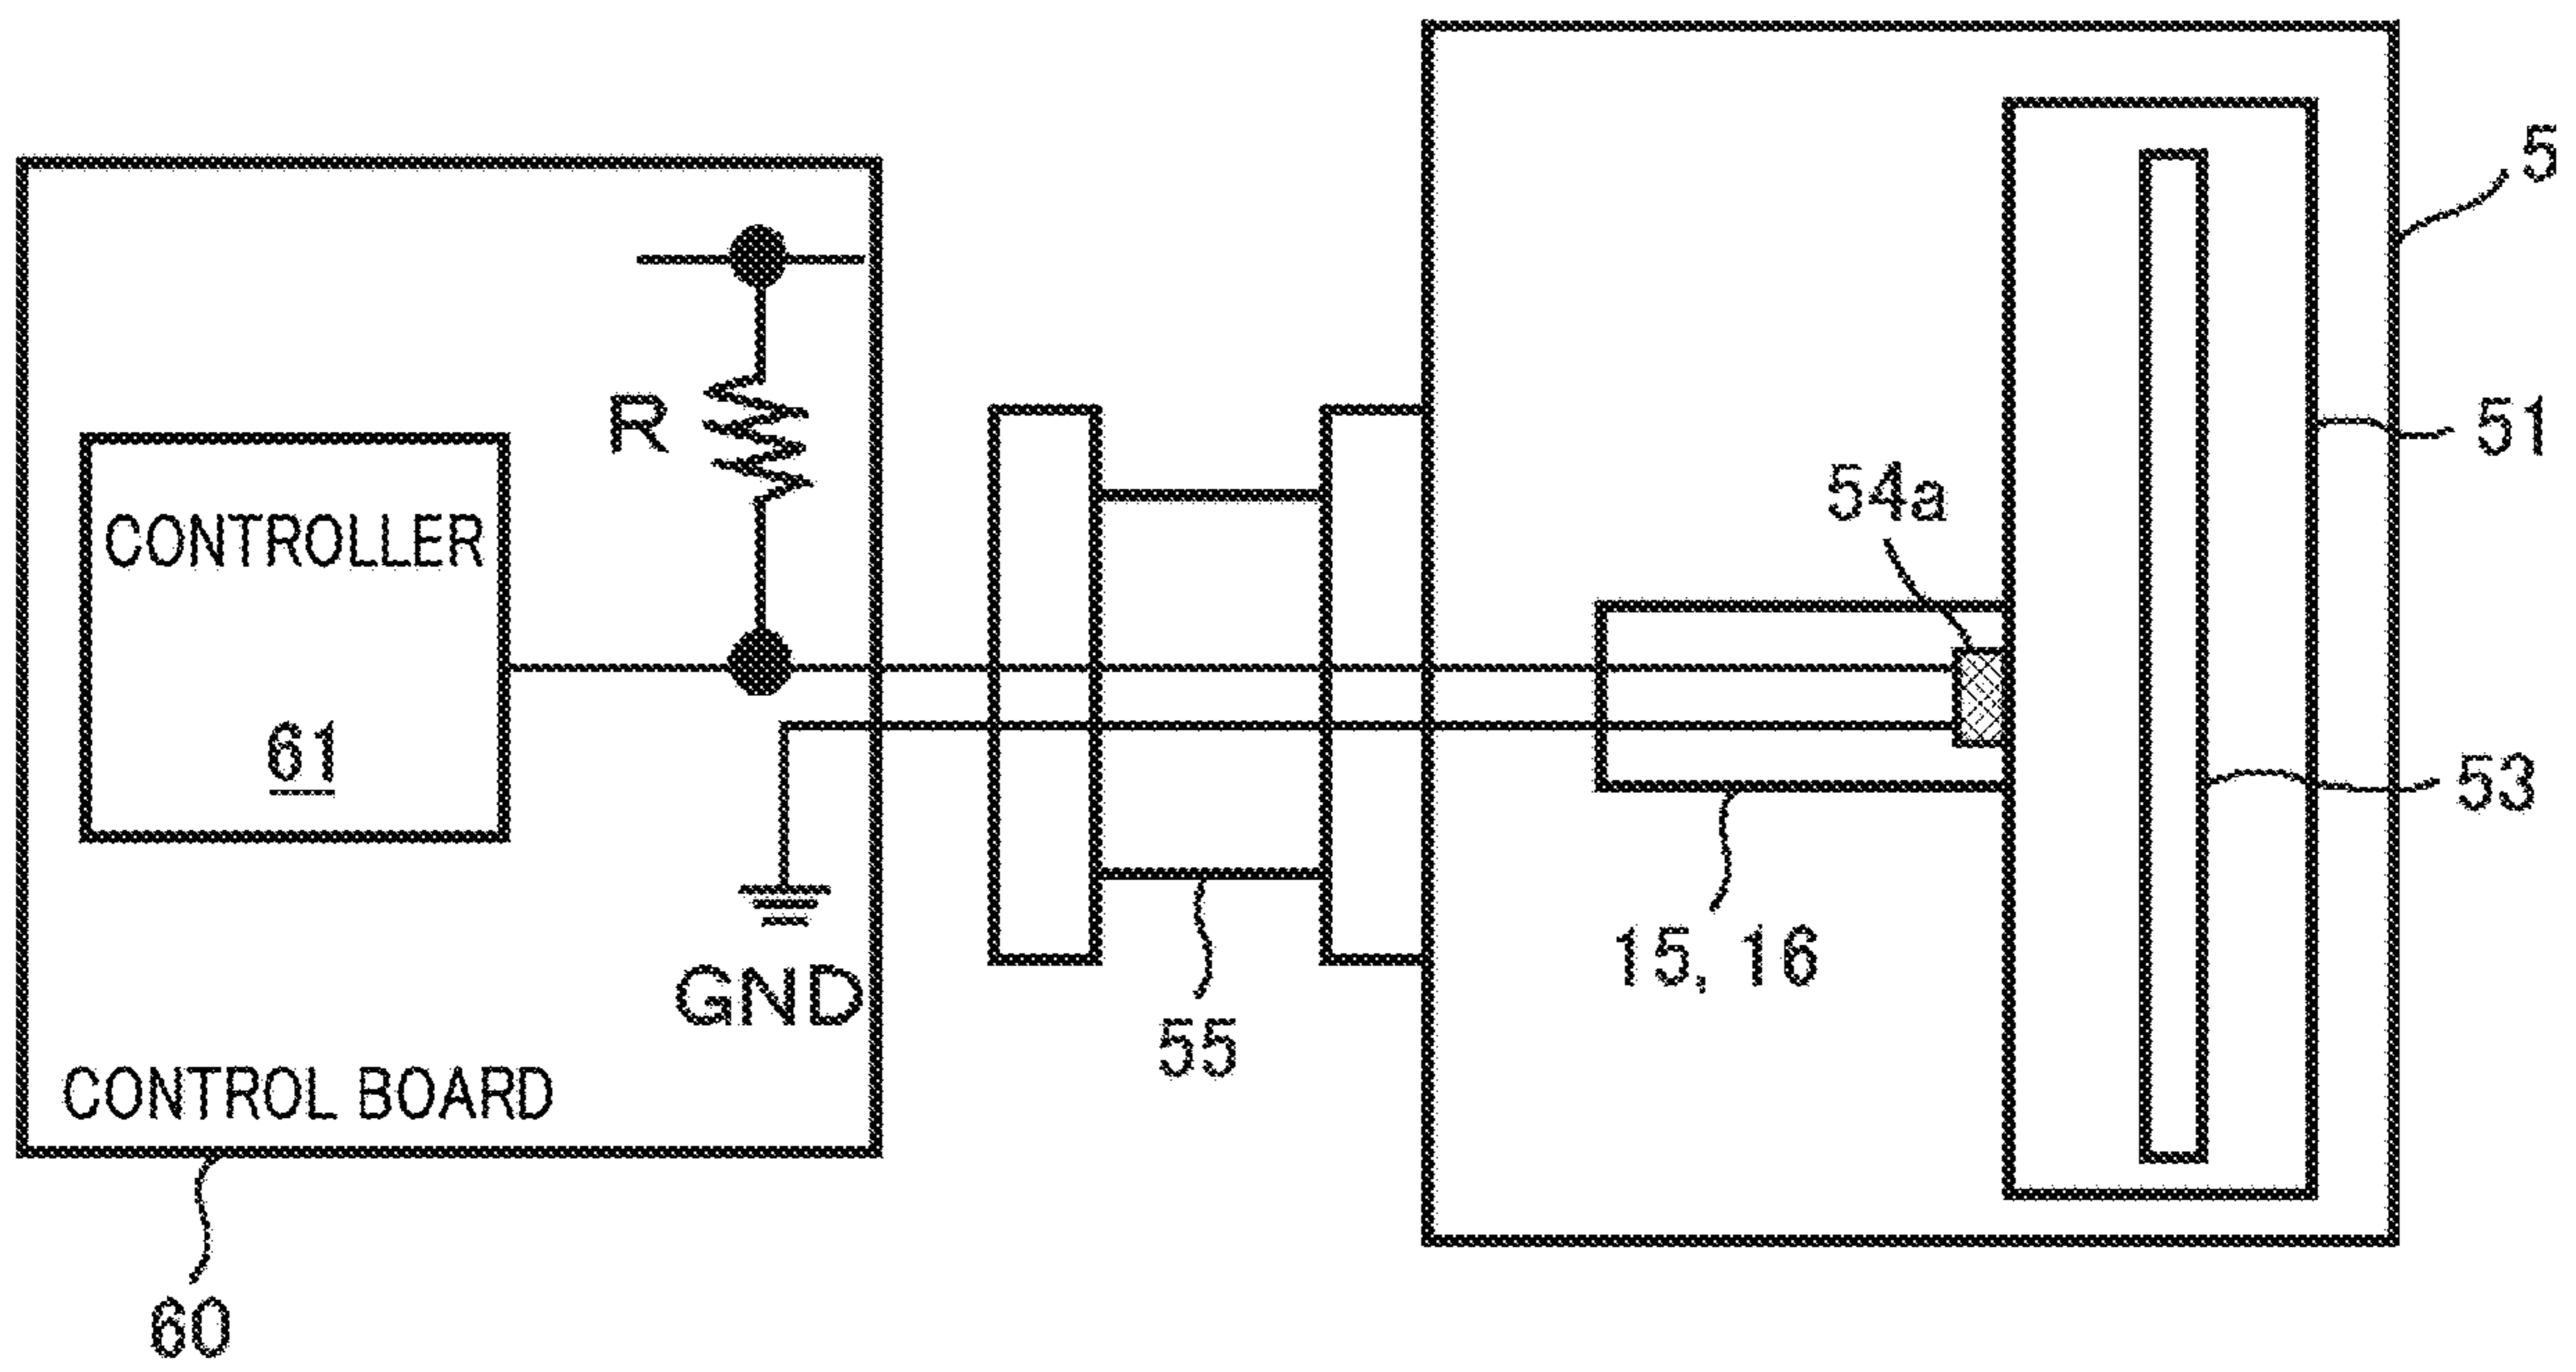 5
51
R
54a
CONTROLLER
61
53
15, 16
GND
55
CONTROL BOARD
60